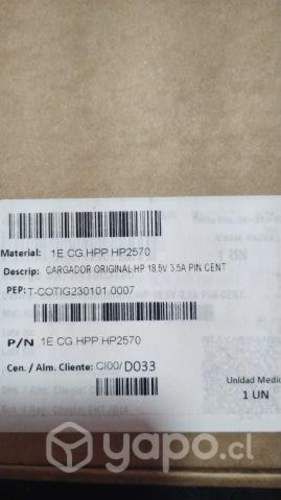 Material: 1E CG HPP HP2570
Descrip: CARGADOR ORIGINAL HP 18.5V 3.5A PIN CENT
PEP: T-COTIG230101.0007
P/N 1E CG HPP HP2570
Cen. / Alm. Cliente: CI00/D033
Unidad Medic
1 UN
yapo.cl